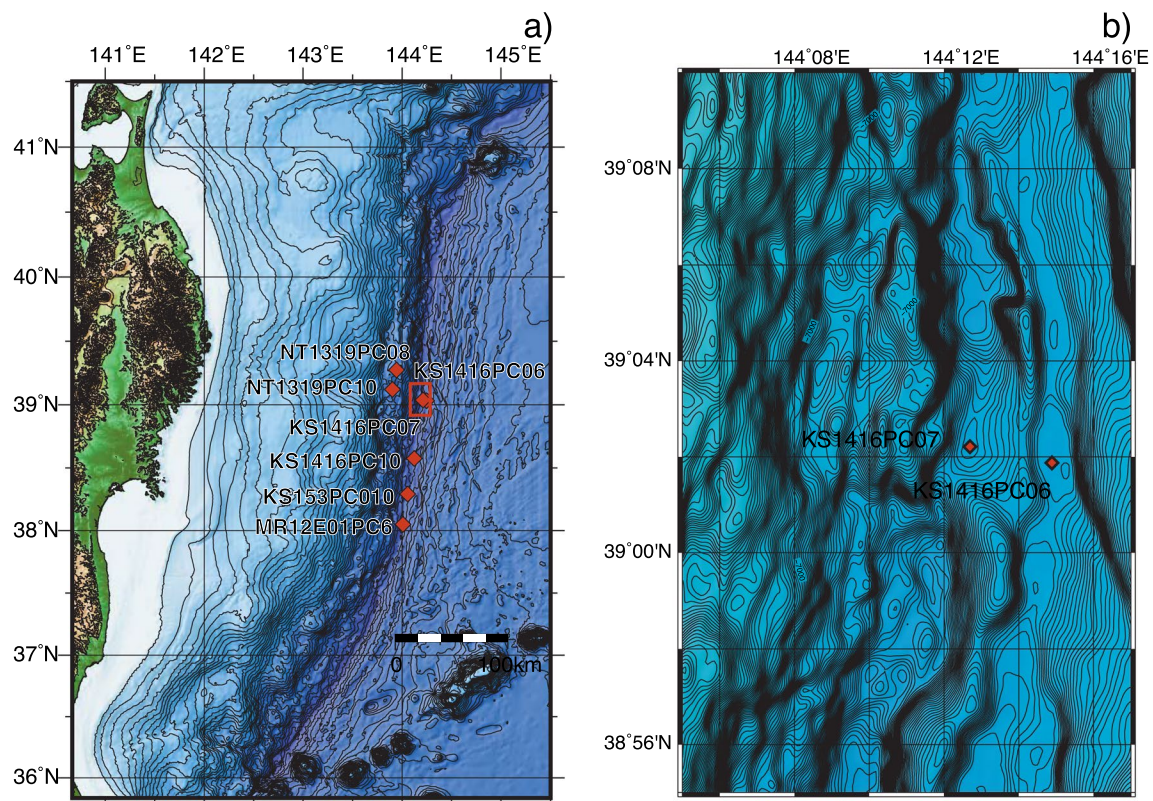 a)
141˚E 142˚E 143˚E 144˚E 145˚E
41˚N
40˚N
39˚N
38˚N
37˚N
36˚N
NT1319PC08
KS1416PC06
NT1319PC10
KS1416PC07
KS1416PC10
KS153PC010
MR12E01PC6
0 100km
b)
144˚08'E 144˚12'E 144˚16'E
39˚08'N
39˚04'N
39˚00'N
38˚56'N
KS1416PC07
KS1416PC06